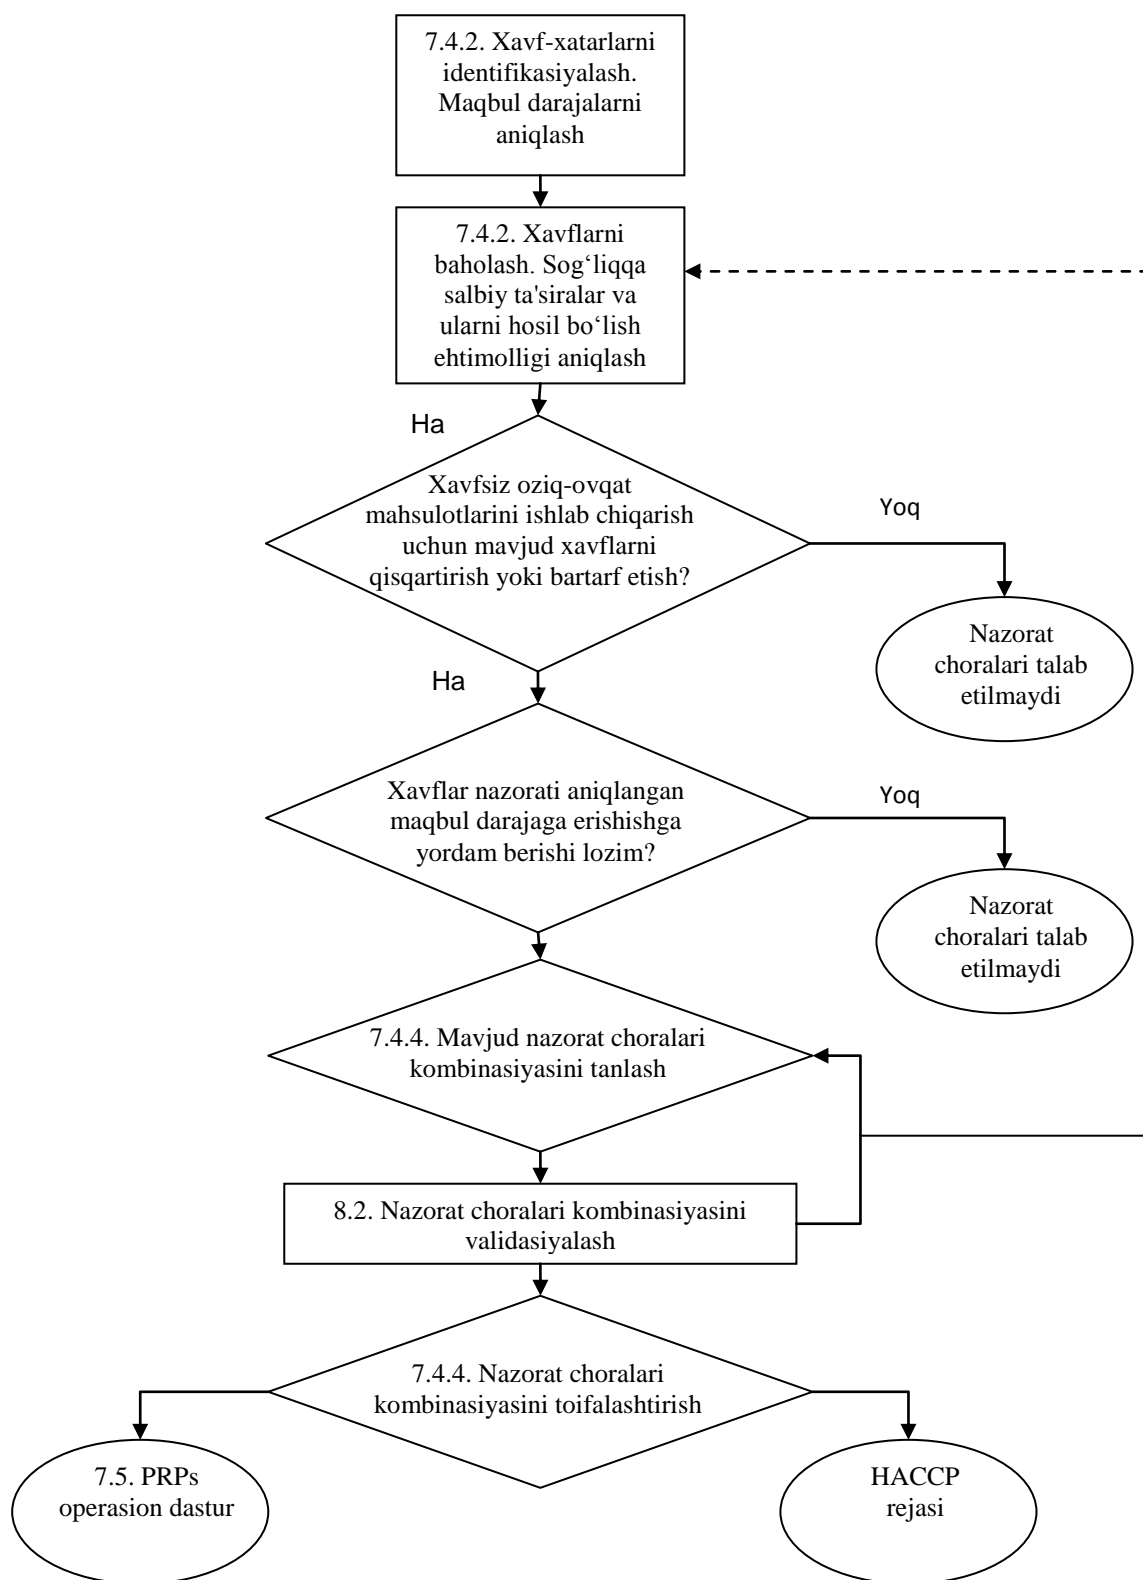 7.4.2. Xavf-xatarlarni
identifikasiyalash.
Maqbul darajalarni
aniqlash
7.4.2. Xavflarni
baholash. Sog‘liqqa
salbiy ta'siralar va
ularni hosil bo‘lish
ehtimolligi aniqlash
Ha
Xavfsiz oziq-ovqat
mahsulotlarini ishlab chiqarish
uchun mavjud xavflarni
qisqartirish yoki bartarf etish?
Yoq
Nazorat
choralari talab
etilmaydi
Ha
Xavflar nazorati aniqlangan
maqbul darajaga erishishga
yordam berishi lozim?
Yoq
Nazorat
choralari talab
etilmaydi
7.4.4. Mavjud nazorat choralari
kombinasiyasini tanlash
8.2. Nazorat choralari kombinasiyasini
validasiyalash
7.4.4. Nazorat choralari
kombinasiyasini toifalashtirish
7.5. PRPs
operasion dastur
HACCP
rejasi